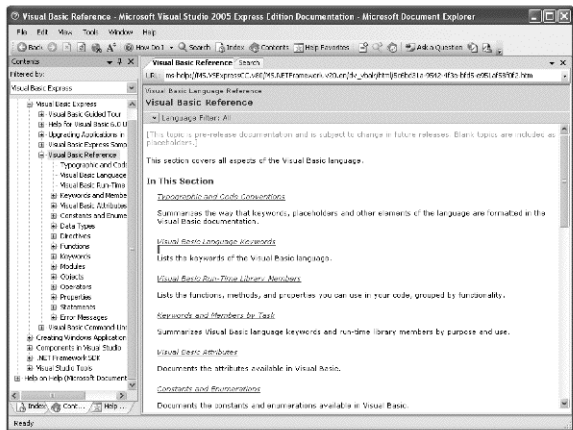 Visual Basic Reference - Microsoft Visual Studio 2005 Express Edition Documentation - Microsoft Document Explorer
File Edit View Tools Window Help
Back How Do I Search Index Contents Help Favorites Ask a Question
Contents
Filtered by:
Visual Basic Express
Visual Basic Express
Visual Basic Guided Tour
Help for Visual Basic 6.0 U
Upgrading Applications in
Visual Basic Express Samp
Visual Basic Reference
Typographic and Code
Visual Basic Language
Visual Basic Run-Time
Keywords and Membe
Visual Basic Attributes
Constants and Enume
Data Types
Directives
Functions
Keywords
Modules
Objects
Operators
Properties
Statements
Error Messages
Visual Basic Command-Line
Creating Windows Application
Components in Visual Studio
.NET Framework SDK
Visual Studio Tools
Help on Help (Microsoft Document
Index Cont... Help ...
Visual Basic Reference Search
URL:
Visual Basic Language Reference
Visual Basic Reference
Language Filter: All
[This topic is pre-release documentation and is subject to change in future releases. Blank topics are included as
placeholders.]
This section covers all aspects of the Visual Basic language.
In This Section
Typographic and Code Conventions
Summarizes the way that keywords, placeholders and other elements of the language are formatted in the
Visual Basic documentation.
Visual Basic Language Keywords
Lists the keywords of the Visual Basic language.
Visual Basic Run-Time Library Members
Lists the functions, methods, and properties you can use in your code, grouped by functionality.
Keywords and Members by Task
Summarizes Visual Basic language keywords and run-time library members by purpose and use.
Visual Basic Attributes
Documents the attributes available in Visual Basic.
Constants and Enumerations
Documents the constants and enumerations available in Visual Basic.
Ready